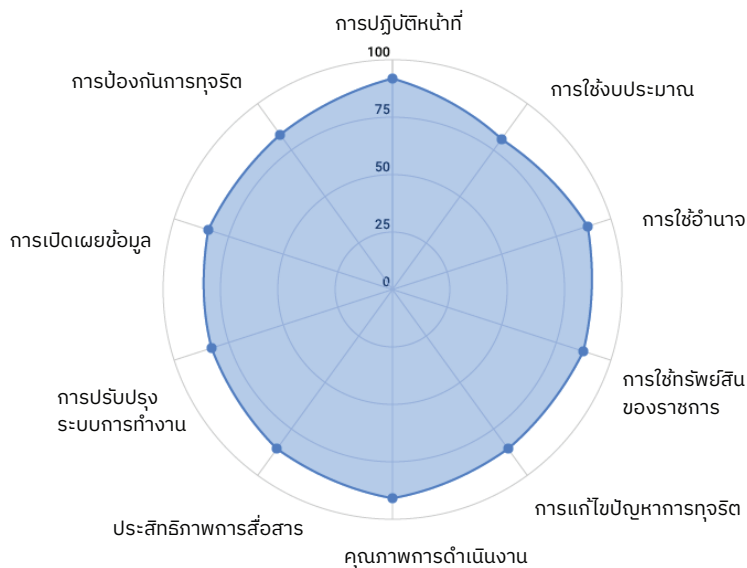 การปฏิบัติหน้าที่
100
การป้องกันการทุจริต
การใช้งบประมาณ
75
50
การใช้อำนาจ
25
การเปิดเผยข้อมูล
0
การใช้ทรัพย์สิน
ของราชการ
การปรับปรุง
ระบบการทำงาน
การแก้ไขปัญหาการทุจริต
ประสิทธิภาพการสื่อสาร
คุณภาพการดำเนินงาน